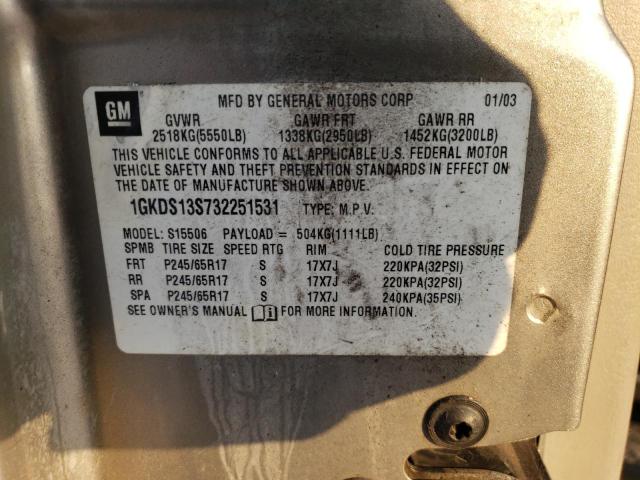 GM
MFD BY GENERAL MOTORS CORP 01/03
GVWR GAWR FRT GAWR RR
2518KG(5550LB) 1338KG(2950LB) 1452KG(3200LB)
THIS VEHICLE CONFORMS TO ALL APPLICABLE U.S. FEDERAL MOTOR
VEHICLE SAFETY AND THEFT PREVENTION STANDARDS IN EFFECT ON
THE DATE OF MANUFACTURE SHOWN ABOVE.
1GKDS13S732251531 TYPE: M.P.V.
MODEL: S15506 PAYLOAD = 504KG(1111LB)
SPMB TIRE SIZE SPEED RTG RIM COLD TIRE PRESSURE
FRT P245/65R17 S 17X7J 220KPA(32PSI)
RR P245/65R17 S 17X7J 220KPA(32PSI)
SPA P245/65R17 S 17X7J 240KPA(35PSI)
SEE OWNER'S MANUAL FOR MORE INFORMATION.